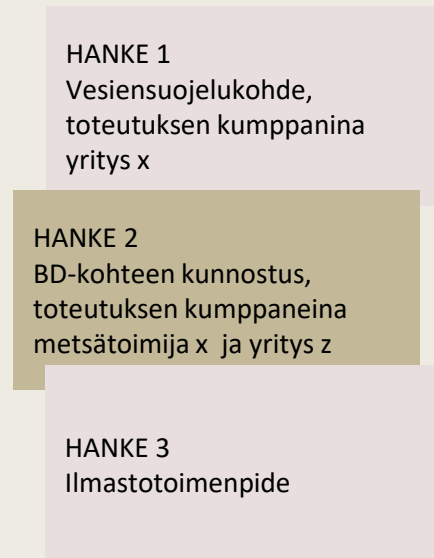 HANKE 1
Vesiensuojelukohde,
toteutuksen kumppanina
yritys x
HANKE 2
BD-kohteen kunnostus,
toteutuksen kumppaneina
metsätoimija x ja yritys z
HANKE 3
Ilmastotoimenpide